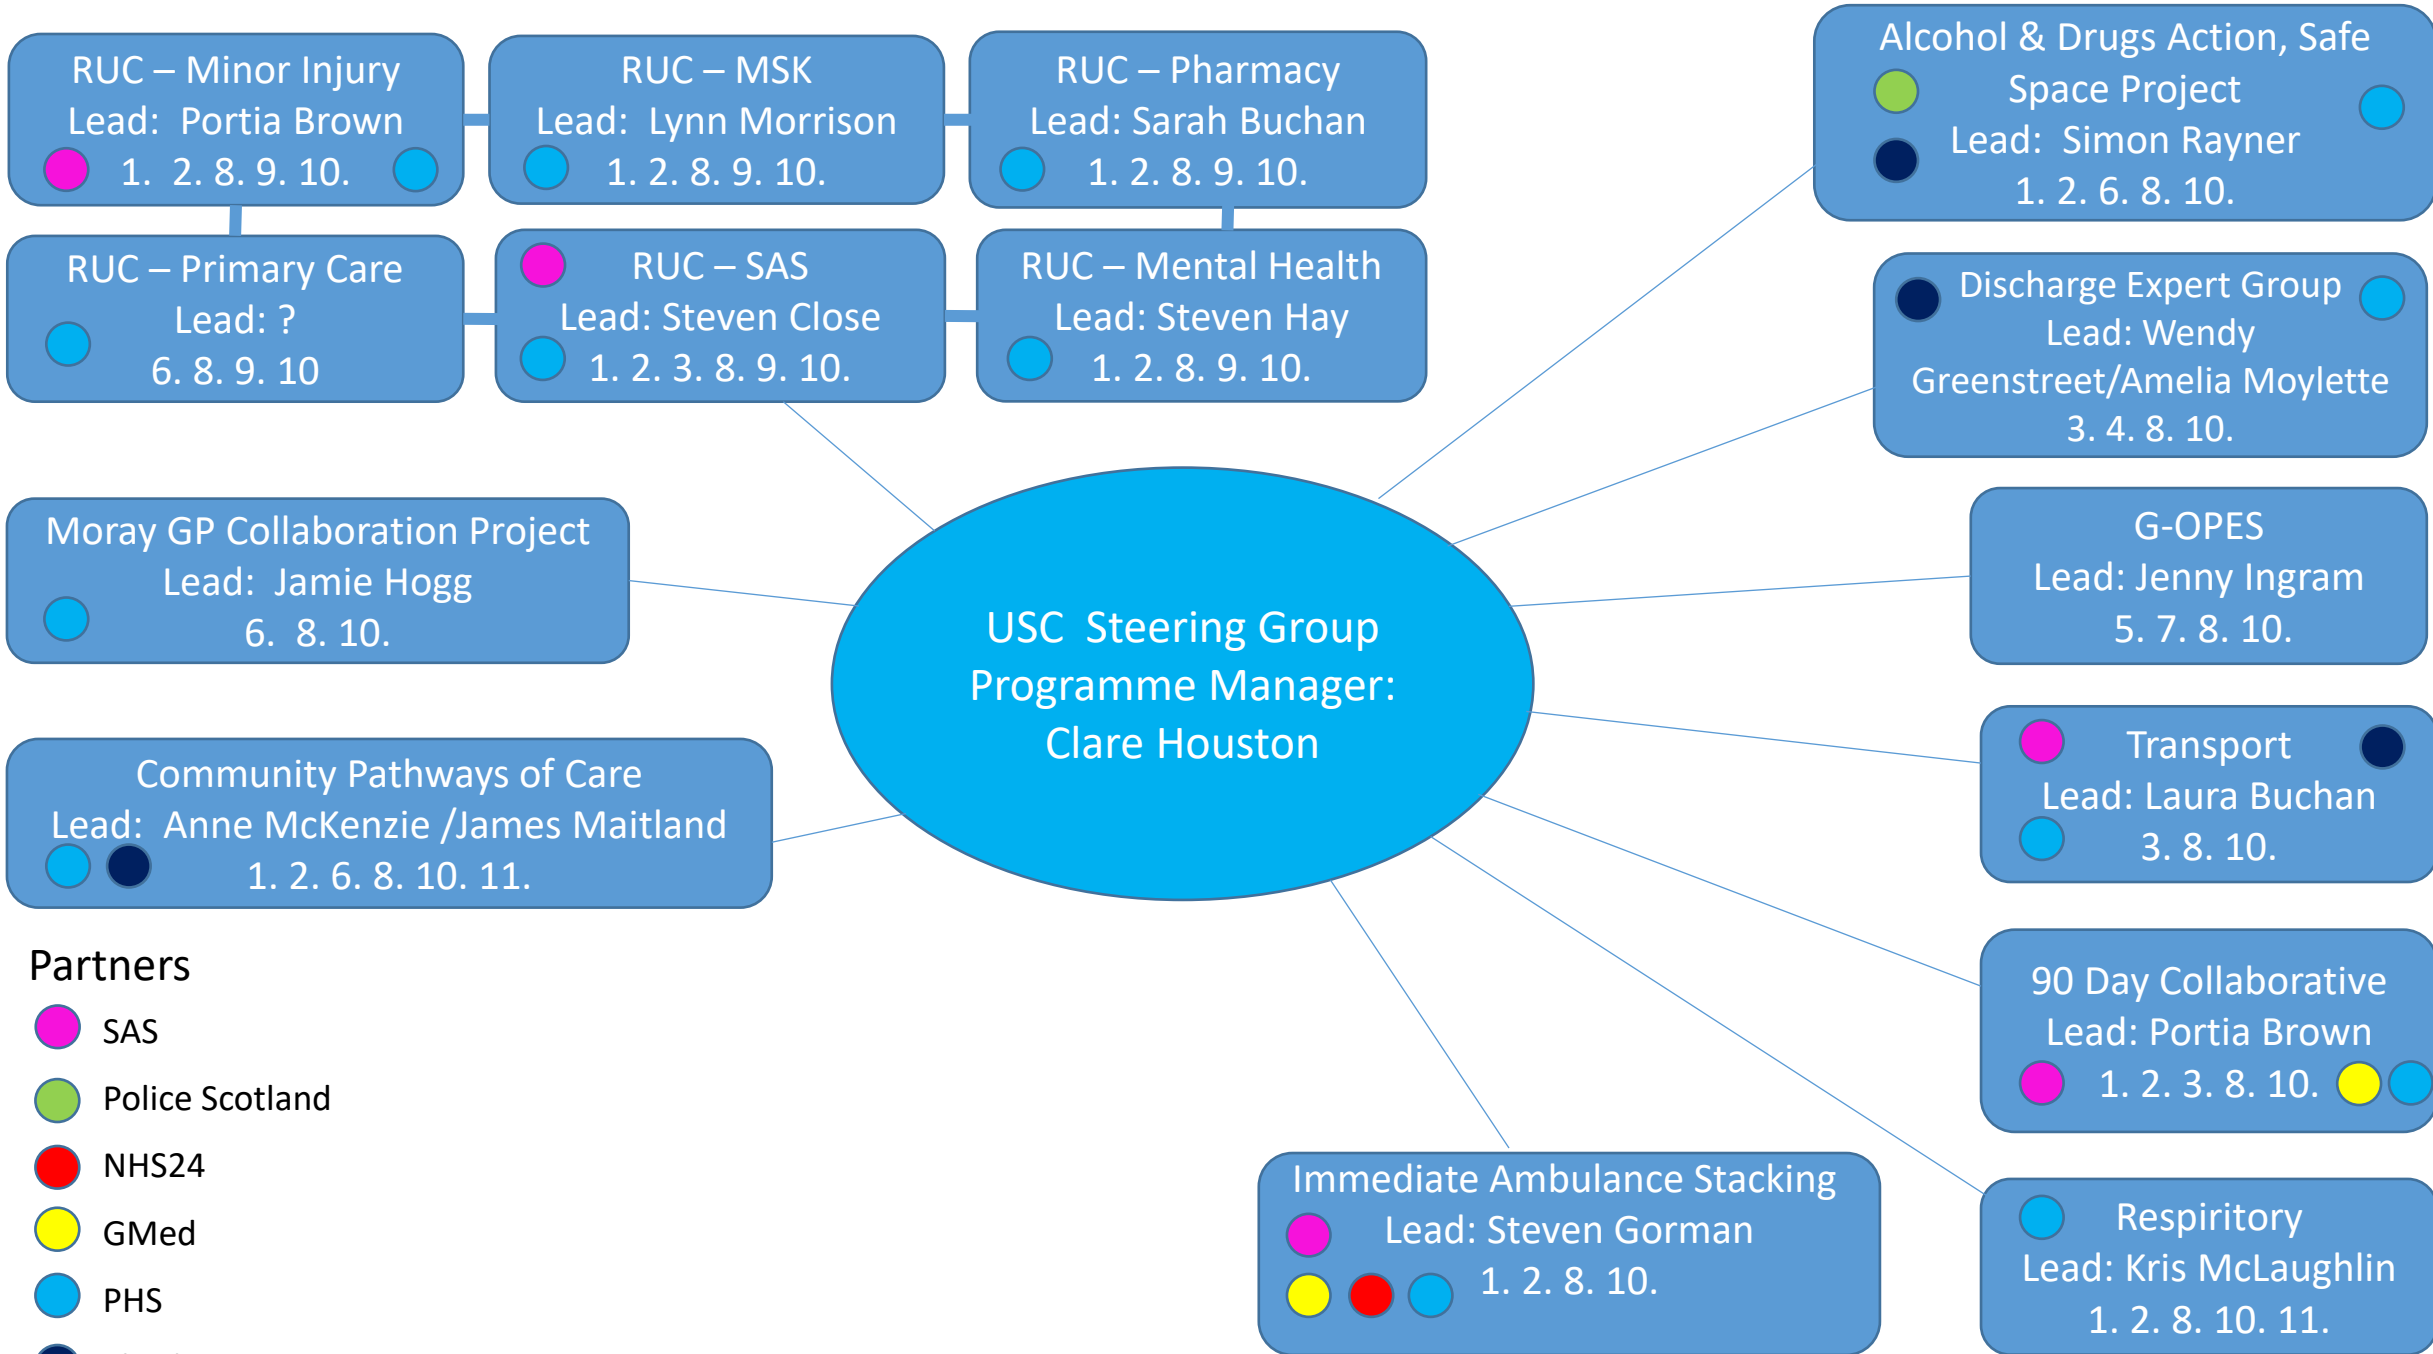 RUC – Minor Injury
Lead:  Portia Brown
1.  2. 8. 9. 10.
RUC – MSK
Lead:  Lynn Morrison
1. 2. 8. 9. 10.
RUC – Pharmacy
Lead: Sarah Buchan
1. 2. 8. 9. 10.
Alcohol & Drugs Action, Safe
Space Project
Lead:  Simon Rayner
1. 2. 6. 8. 10.
RUC – Primary Care
Lead: ?
6. 8. 9. 10
RUC – SAS
Lead: Steven Close
1. 2. 3. 8. 9. 10.
RUC – Mental Health
Lead: Steven Hay
1. 2. 8. 9. 10.
Discharge Expert Group
Lead: Wendy
Greenstreet/Amelia Moylette
3. 4. 8. 10.
Moray GP Collaboration Project
Lead:  Jamie Hogg
6.  8. 10.
USC  Steering Group
Programme Manager:
Clare Houston
G-OPES
Lead: Jenny Ingram
5. 7. 8. 10.
Community Pathways of Care
Lead:  Anne McKenzie /James Maitland
1. 2. 6. 8. 10. 11.
Transport
Lead: Laura Buchan
3. 8. 10.
90 Day Collaborative
Lead: Portia Brown
1. 2. 3. 8. 10.
Immediate Ambulance Stacking
Lead: Steven Gorman
1. 2. 8. 10.
Respiritory
Lead: Kris McLaughlin
1. 2. 8. 10. 11.
Partners
SAS
Police Scotland
NHS24
GMed
PHS